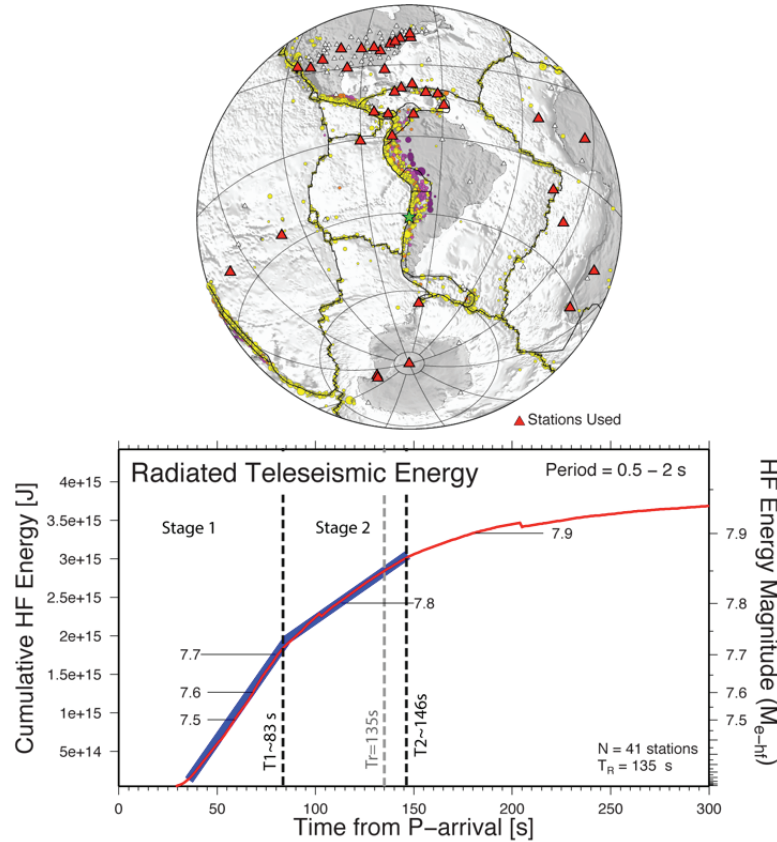 Stations Used
Radiated Teleseismic Energy
Period = 0.5 – 2 s
Cumulative HF Energy [J]
4e+15
3.5e+15
3e+15
2.5e+15
2e+15
1.5e+15
1e+15
5e+14
Stage 1
Stage 2
7.9
7.8
7.7
7.6
7.5
T1~83 s
Tr=135s
T2~146s
N = 41 stations
T_R = 135 s
7.9
7.8
7.7
7.6
7.5
HF Energy Magnitude (M_e–hf)
0 50 100 150 200 250 300
Time from P–arrival [s]